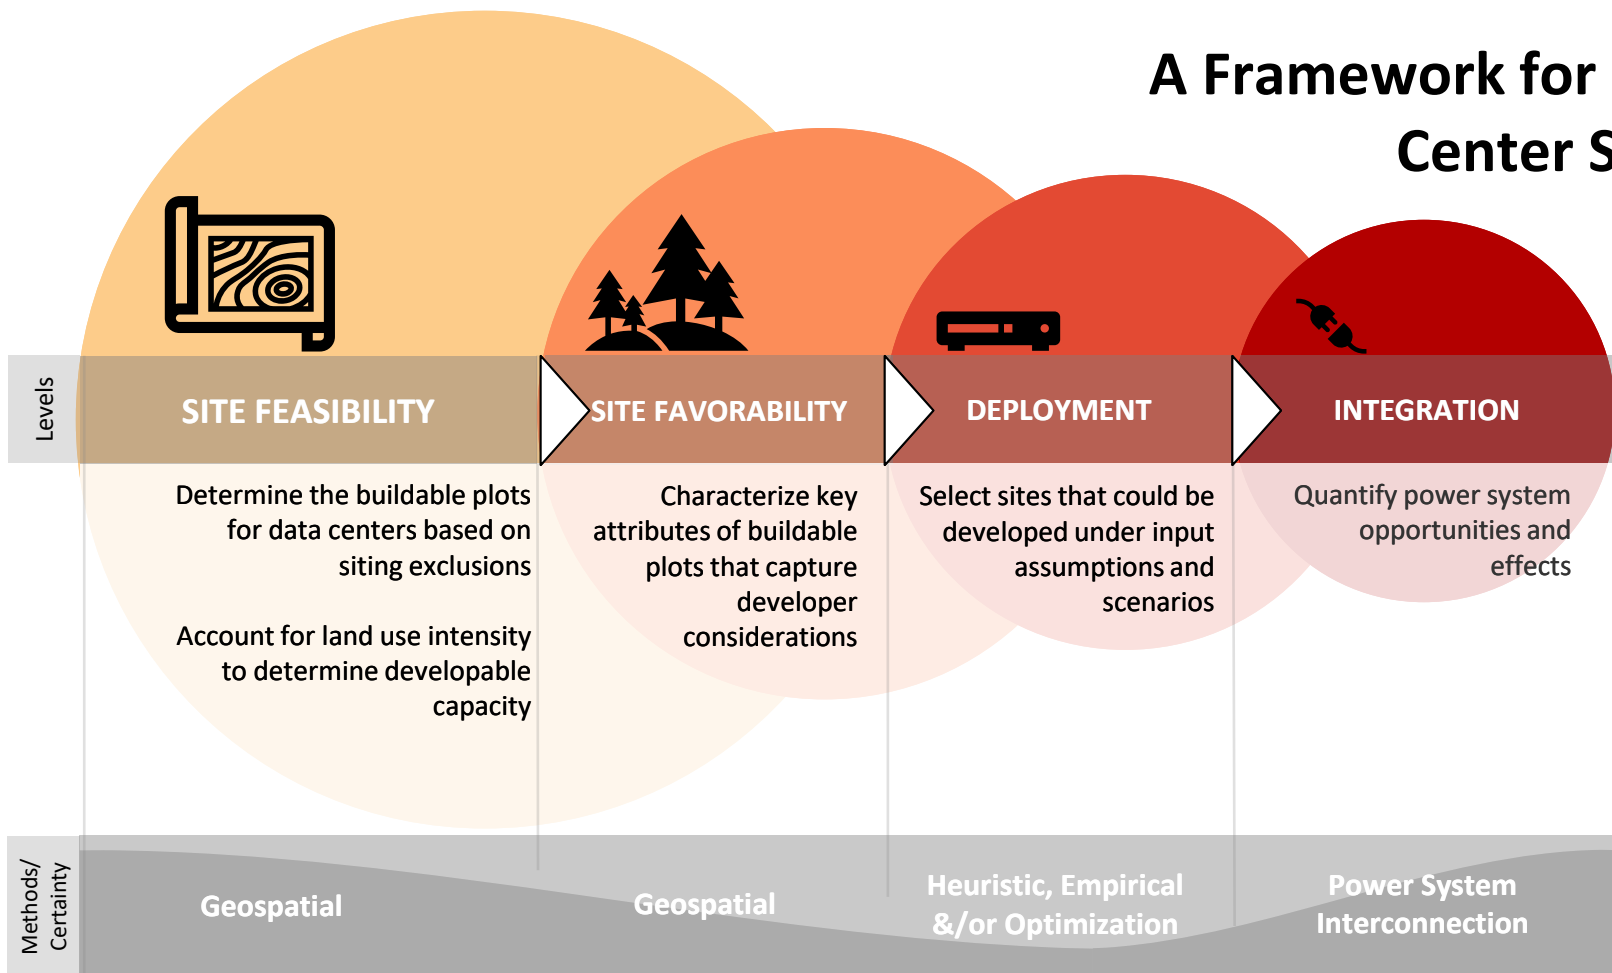 A Framework for
Center S
Levels
SITE FEASIBILITY
SITE FAVORABILITY
DEPLOYMENT
INTEGRATION
Determine the buildable plots
for data centers based on
siting exclusions
Account for land use intensity
to determine developable
capacity
Characterize key
attributes of buildable
plots that capture
developer
considerations
Select sites that could be
developed under input
assumptions and
scenarios
Quantify power system
opportunities and
effects
Methods/
Certainty
Geospatial
Geospatial
Heuristic, Empirical
&/or Optimization
Power System
Interconnection